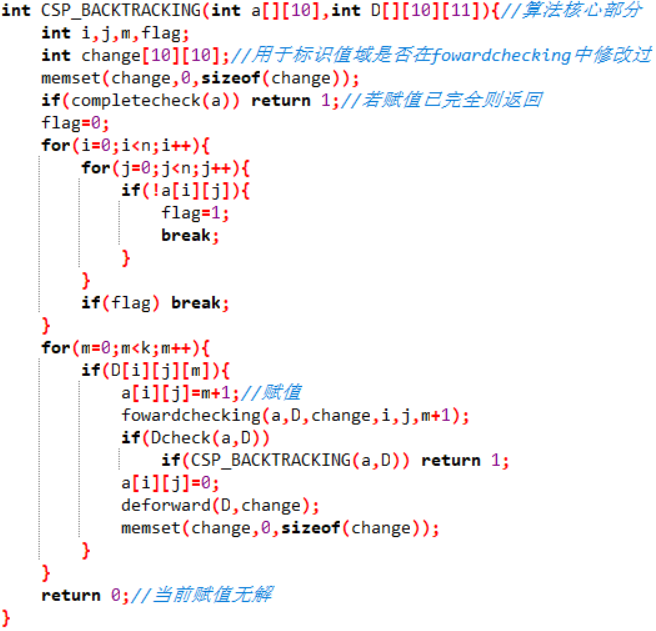 int CSP_BACKTRACKING(int a[][10],int D[][10][11]){//算法核心部分
    int i,j,m,flag;
    int change[10][10];//用于标识值域是否在fowardchecking中修改过
    memset(change,0,sizeof(change));
    if(completecheck(a)) return 1;//若赋值已完全则返回
    flag=0;
    for(i=0;i<n;i++){
        for(j=0;j<n;j++){
            if(!a[i][j]){
                flag=1;
                break;
            }
        }
        if(flag) break;
    }
    for(m=0;m<k;m++){
        if(D[i][j][m]){
            a[i][j]=m+1;//赋值
            fowardchecking(a,D,change,i,j,m+1);
            if(Dcheck(a,D))
                if(CSP_BACKTRACKING(a,D)) return 1;
            a[i][j]=0;
            deforward(D,change);
            memset(change,0,sizeof(change));
        }
    }
    return 0;//当前赋值无解
}